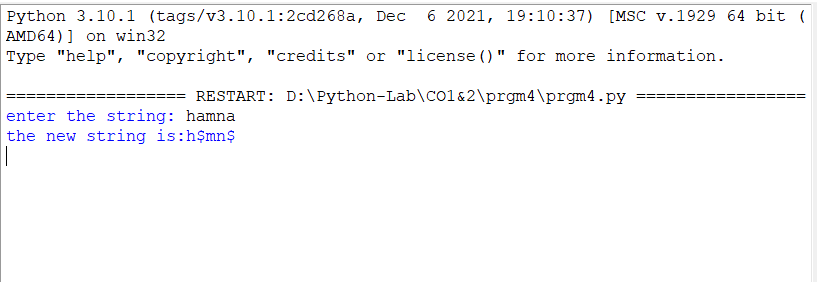 Python 3.10.1 (tags/v3.10.1:2cd268a, Dec  6 2021, 19:10:37) [MSC v.1929 64 bit (
AMD64)] on win32
Type "help", "copyright", "credits" or "license()" for more information.
================== RESTART: D:\Python-Lab\CO1&2\prgm4\prgm4.py =================
enter the string: hamna
the new string is:h$mn$